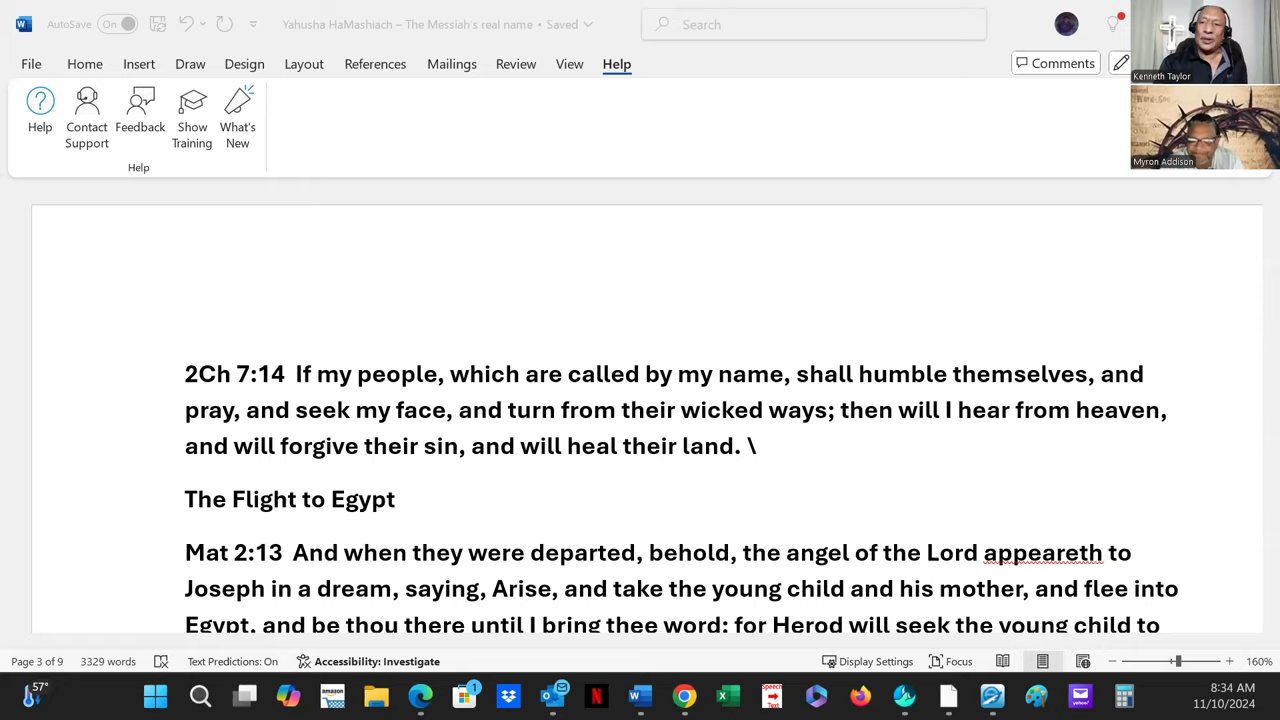 AutoSave On Yahusha HaMashiach – The Messiah's real name • Saved Search
File Home Insert Draw Design Layout References Mailings Review View Help Comments
Kenneth Taylor
Help Contact Support Feedback Show Training What's New
Help
Myron Addison
2Ch 7:14 If my people, which are called by my name, shall humble themselves, and
pray, and seek my face, and turn from their wicked ways; then will I hear from heaven,
and will forgive their sin, and will heal their land. \
The Flight to Egypt
Mat 2:13 And when they were departed, behold, the angel of the Lord appeareth to
Joseph in a dream, saying, Arise, and take the young child and his mother, and flee into
Egypt, and be thou there until I bring thee word: for Herod will seek the young child to
Page 3 of 9 3329 words Text Predictions: On Accessibility: Investigate Display Settings Focus 160%
57° amazon 1 Speech to Text yahoo! 8:34 AM
11/10/2024